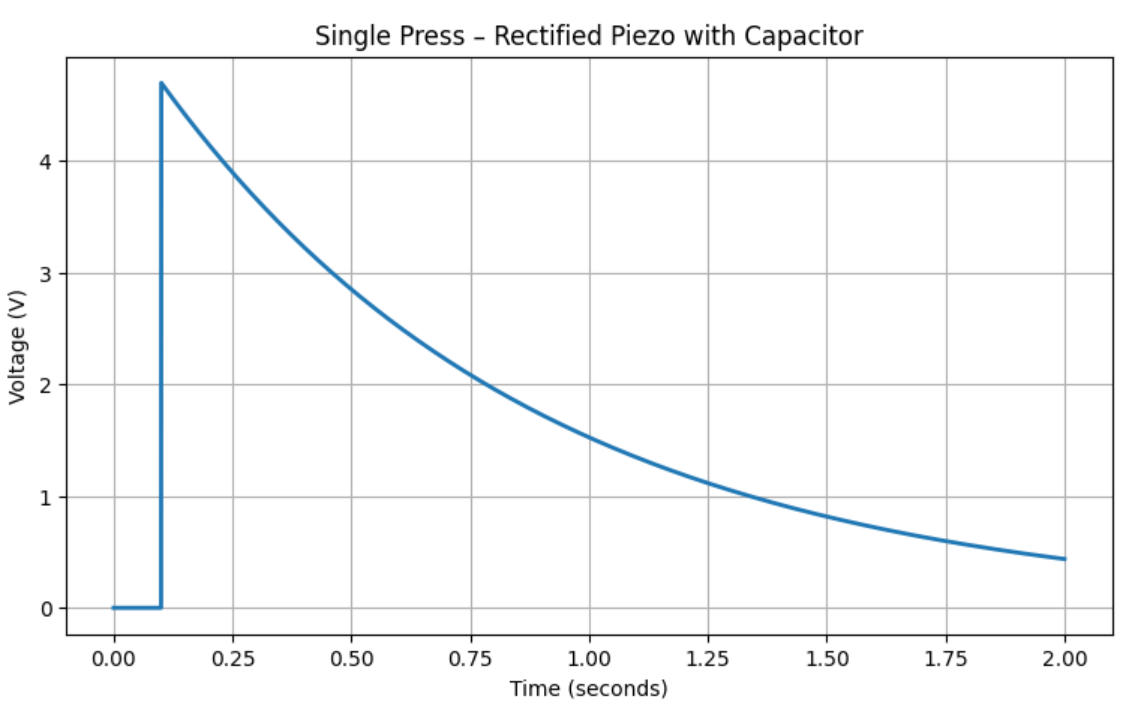 Single Press – Rectified Piezo with Capacitor
4
3
2
1
0
Voltage (V)
0.00 0.25 0.50 0.75 1.00 1.25 1.50 1.75 2.00
Time (seconds)